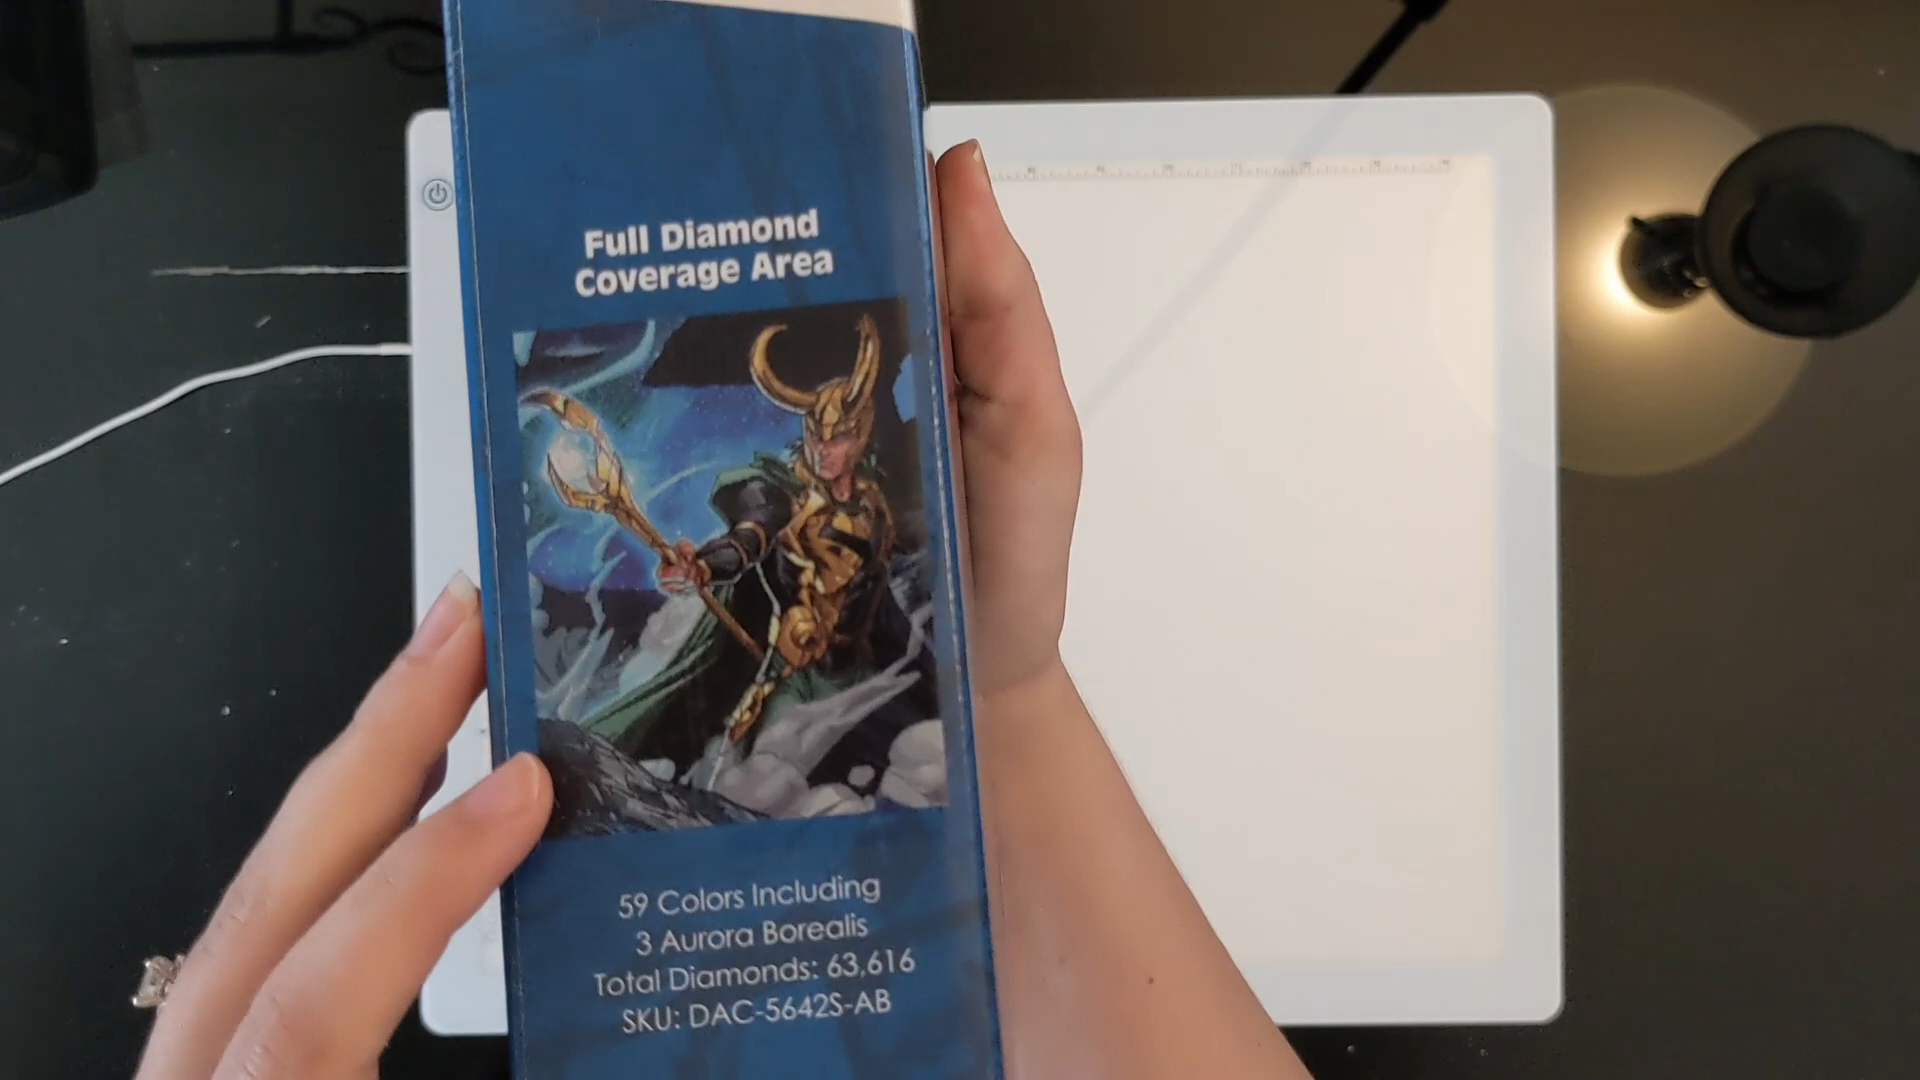 Full Diamond
Coverage Area
59 Colors Including
3 Aurora Borealis
Total Diamonds: 63,616
SKU: DAC-5642S-AB